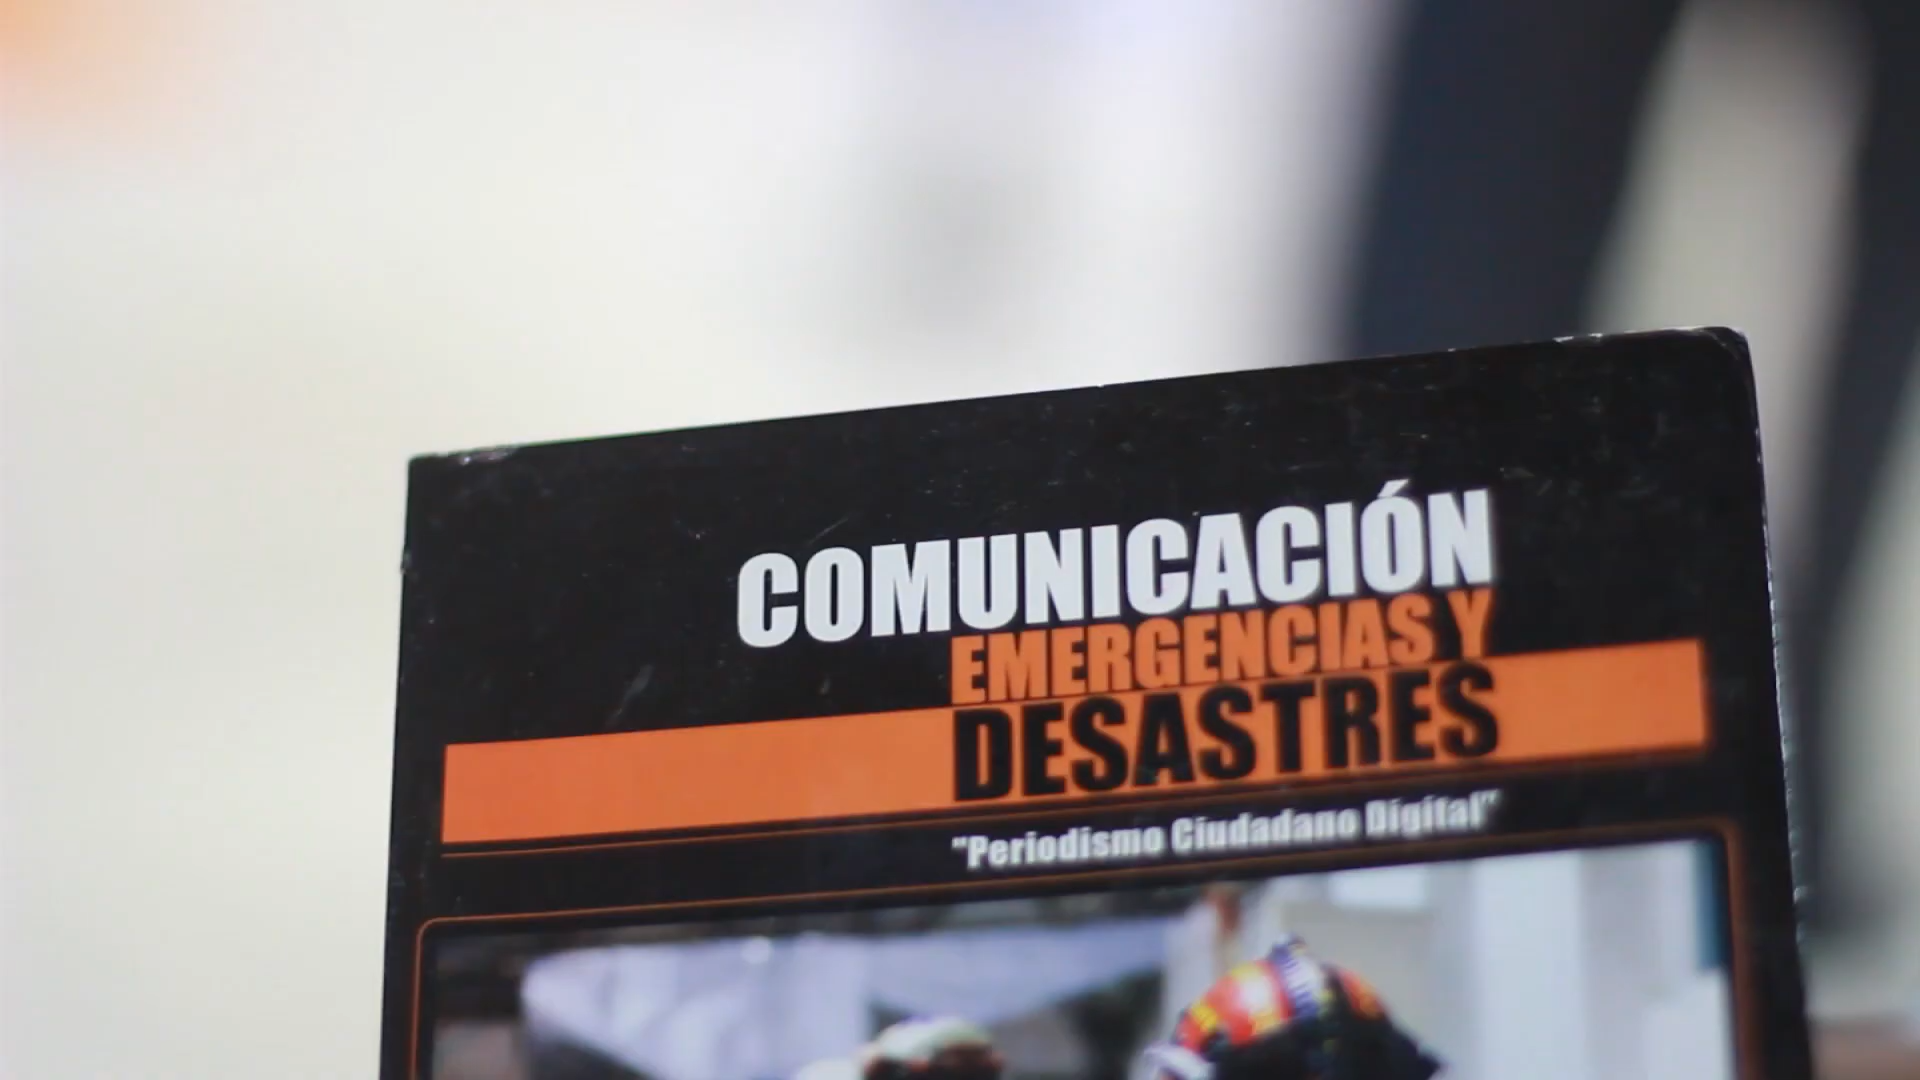 COMUNICACIÓN
EMERGENCIAS Y
DESASTRES
"Periodismo Ciudadano Digital"